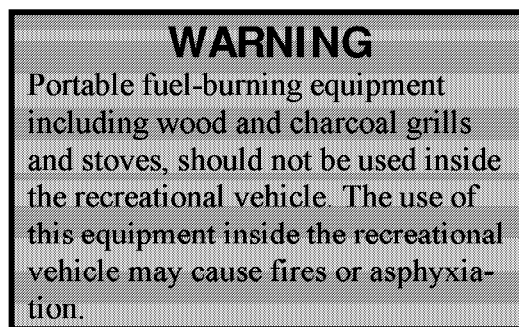 WARNING
Portable fuel-burning equipment
including wood and charcoal grills
and stoves, should not be used inside
the recreational vehicle. The use of
this equipment inside the recreational
vehicle may cause fires or asphyxia-
tion.